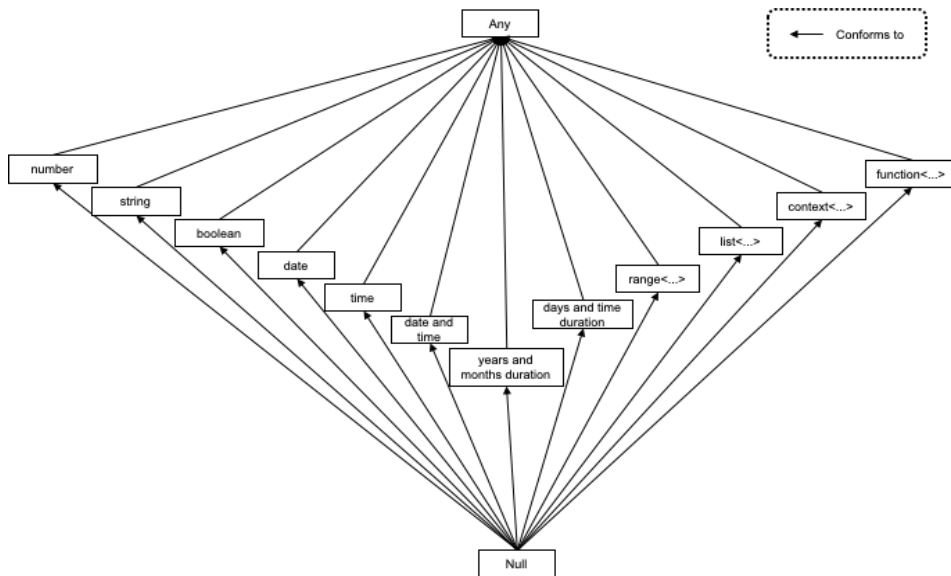 Any
Conforms to
number
function<...>
string
context<...>
boolean
list<...>
date
range<...>
time
days and time
duration
date and
time
years and
months duration
Null